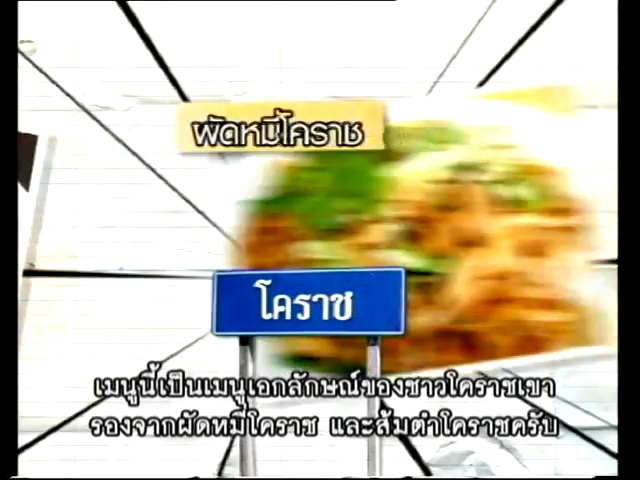 ผัดหมี่โคราช
โคราช
เมนูนี้เป็นเมนูเอกลักษณ์ของชาวโคราชเขา
รองจากผัดหมี่โคราช และส้มตำโคราชครับ